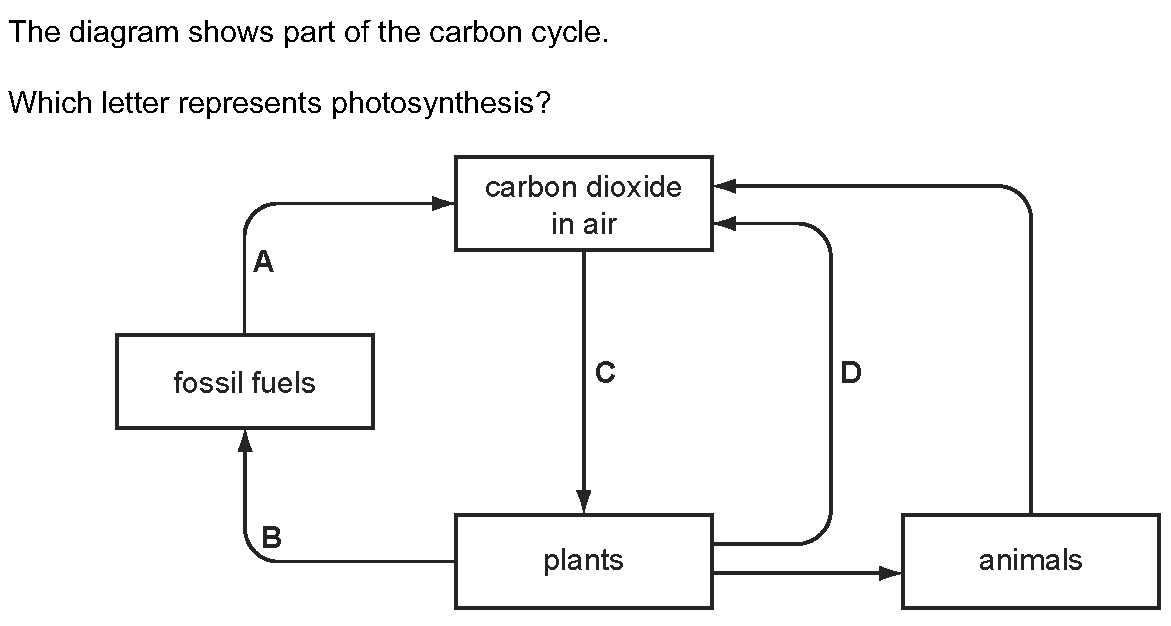 The diagram shows part of the carbon cycle.
Which letter represents photosynthesis?
carbon dioxide
in air
A
fossil fuels
C
D
B
plants
animals